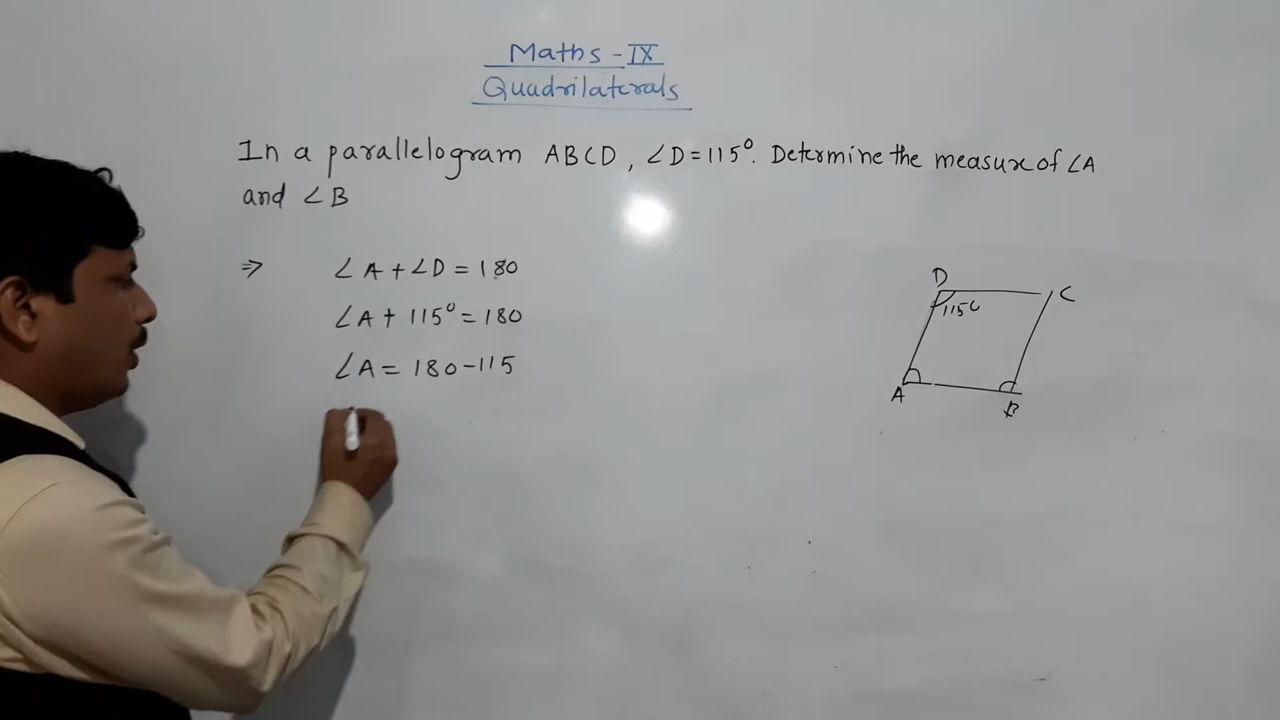 Maths - IX
Quadrilaterals
In a parallelogram ABCD, ∠D = 115°. Determine the measure of ∠A
and ∠B
⇒ ∠A + ∠D = 180
∠A + 115° = 180
∠A = 180 - 115
D C
115°
A B